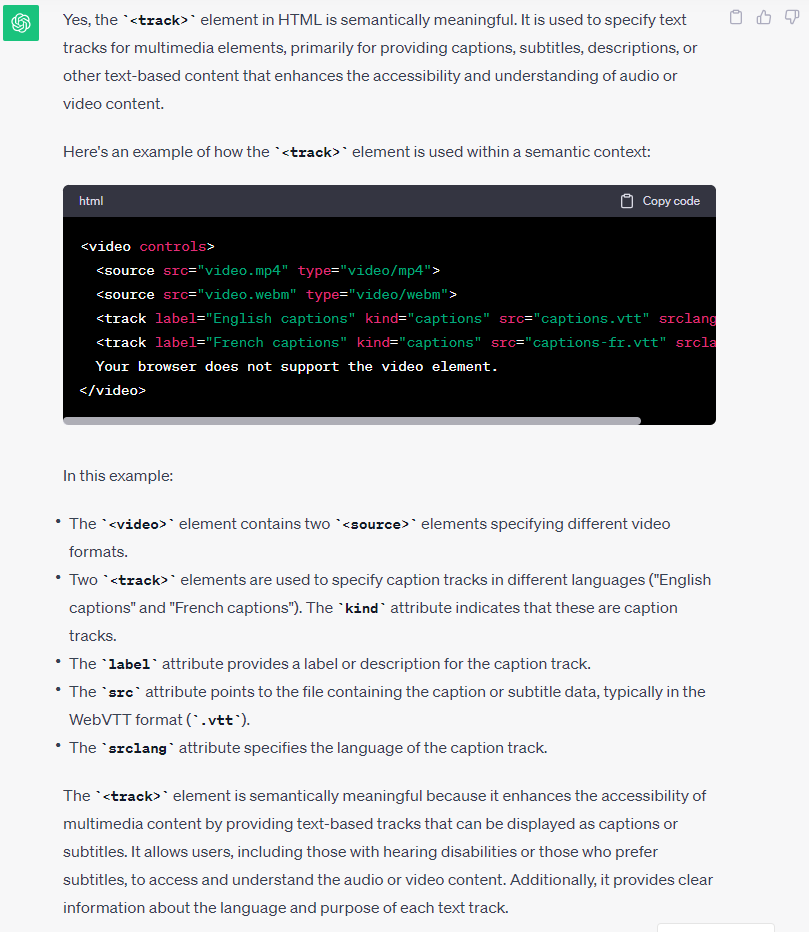 Yes, the `<track>` element in HTML is semantically meaningful. It is used to specify text
tracks for multimedia elements, primarily for providing captions, subtitles, descriptions, or
other text-based content that enhances the accessibility and understanding of audio or
video content.
Here's an example of how the `<track>` element is used within a semantic context:
html Copy code
<video controls>
  <source src="video.mp4" type="video/mp4">
  <source src="video.webm" type="video/webm">
  <track label="English captions" kind="captions" src="captions.vtt" srclang
  <track label="French captions" kind="captions" src="captions-fr.vtt" srcla
  Your browser does not support the video element.
</video>
In this example:
• The `<video>` element contains two `<source>` elements specifying different video
formats.
• Two `<track>` elements are used to specify caption tracks in different languages ("English
captions" and "French captions"). The `kind` attribute indicates that these are caption
tracks.
• The `label` attribute provides a label or description for the caption track.
• The `src` attribute points to the file containing the caption or subtitle data, typically in the
WebVTT format (`.vtt`).
• The `srclang` attribute specifies the language of the caption track.
The `<track>` element is semantically meaningful because it enhances the accessibility of
multimedia content by providing text-based tracks that can be displayed as captions or
subtitles. It allows users, including those with hearing disabilities or those who prefer
subtitles, to access and understand the audio or video content. Additionally, it provides clear
information about the language and purpose of each text track.